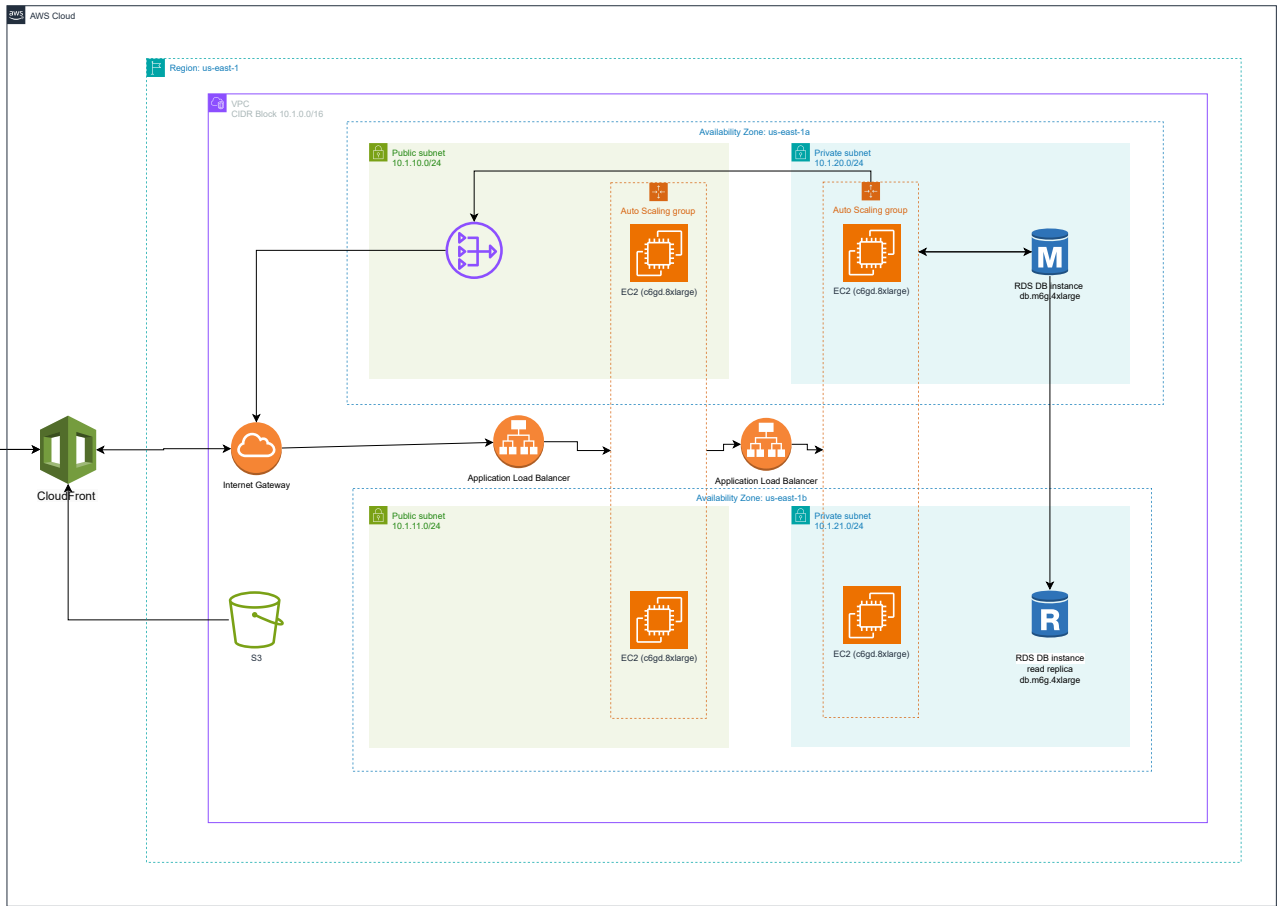 aws
AWS Cloud
Region: us-east-1
VPC
CIDR Block 10.1.0.0/16
Availability Zone: us-east-1a
Public subnet
10.1.10.0/24
Private subnet
10.1.20.0/24
Auto Scaling group
Auto Scaling group
EC2 (c6gd.8xlarge)
EC2 (c6gd.8xlarge)
M
RDS DB instance
db.m6g.4xlarge
CloudFront
Internet Gateway
Application Load Balancer
Application Load Balancer
Availability Zone: us-east-1b
Public subnet
10.1.11.0/24
Private subnet
10.1.21.0/24
S3
EC2 (c6gd.8xlarge)
EC2 (c6gd.8xlarge)
R
RDS DB instance
read replica
db.m6g.4xlarge